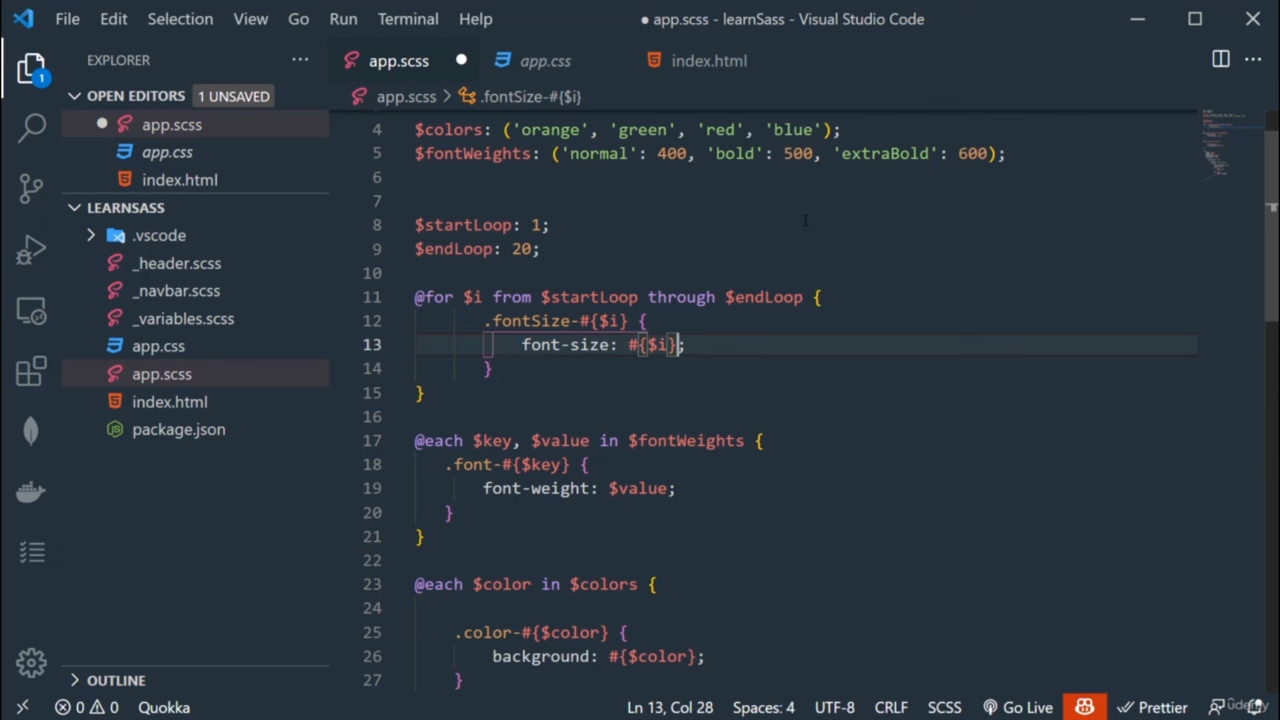 File Edit Selection View Go Run Terminal Help
● app.scss - learnSass - Visual Studio Code
EXPLORER
app.scss
app.css
index.html
app.scss > .fontSize-#{$i}
1
OPEN EDITORS 1 UNSAVED
app.scss
app.css
index.html
LEARNSASS
.vscode
_header.scss
_navbar.scss
_variables.scss
app.css
app.scss
index.html
package.json
OUTLINE
4 $colors: ('orange', 'green', 'red', 'blue');
5 $fontWeights: ('normal': 400, 'bold': 500, 'extraBold': 600);
6
7
8 $startLoop: 1;
9 $endLoop: 20;
10
11 @for $i from $startLoop through $endLoop {
12 .fontSize-#{$i} {
13 font-size: #{$i};
14 }
15 }
16
17 @each $key, $value in $fontWeights {
18 .font-#{$key} {
19 font-weight: $value;
20 }
21 }
22
23 @each $color in $colors {
24
25 .color-#{$color} {
26 background: #{$color};
27 }
0 0 Quokka
Ln 13, Col 28 Spaces: 4 UTF-8 CRLF SCSS Go Live Prettier
udemy